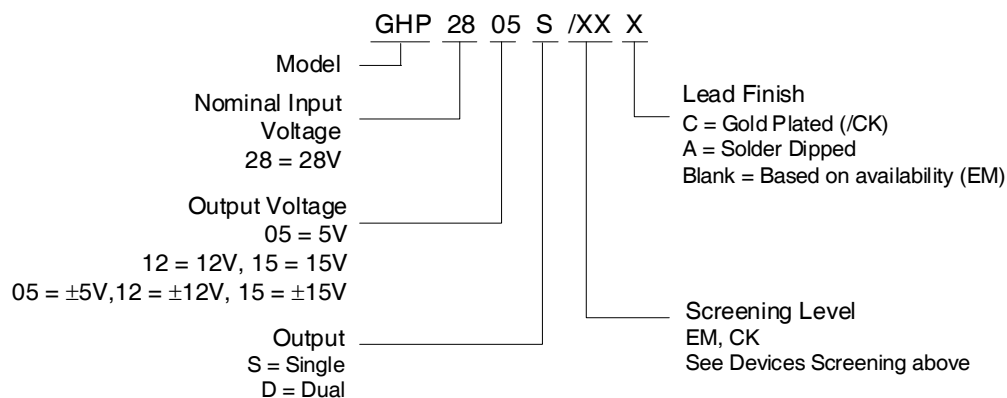 GHP 28 05 S /XX X
Model
Nominal Input
Voltage
28 = 28V
Output Voltage
05 = 5V
12 = 12V, 15 = 15V
05 = ±5V,12 = ±12V, 15 = ±15V
Output
S = Single
D = Dual
Lead Finish
C = Gold Plated (/CK)
A = Solder Dipped
Blank = Based on availability (EM)
Screening Level
EM, CK
See Devices Screening above